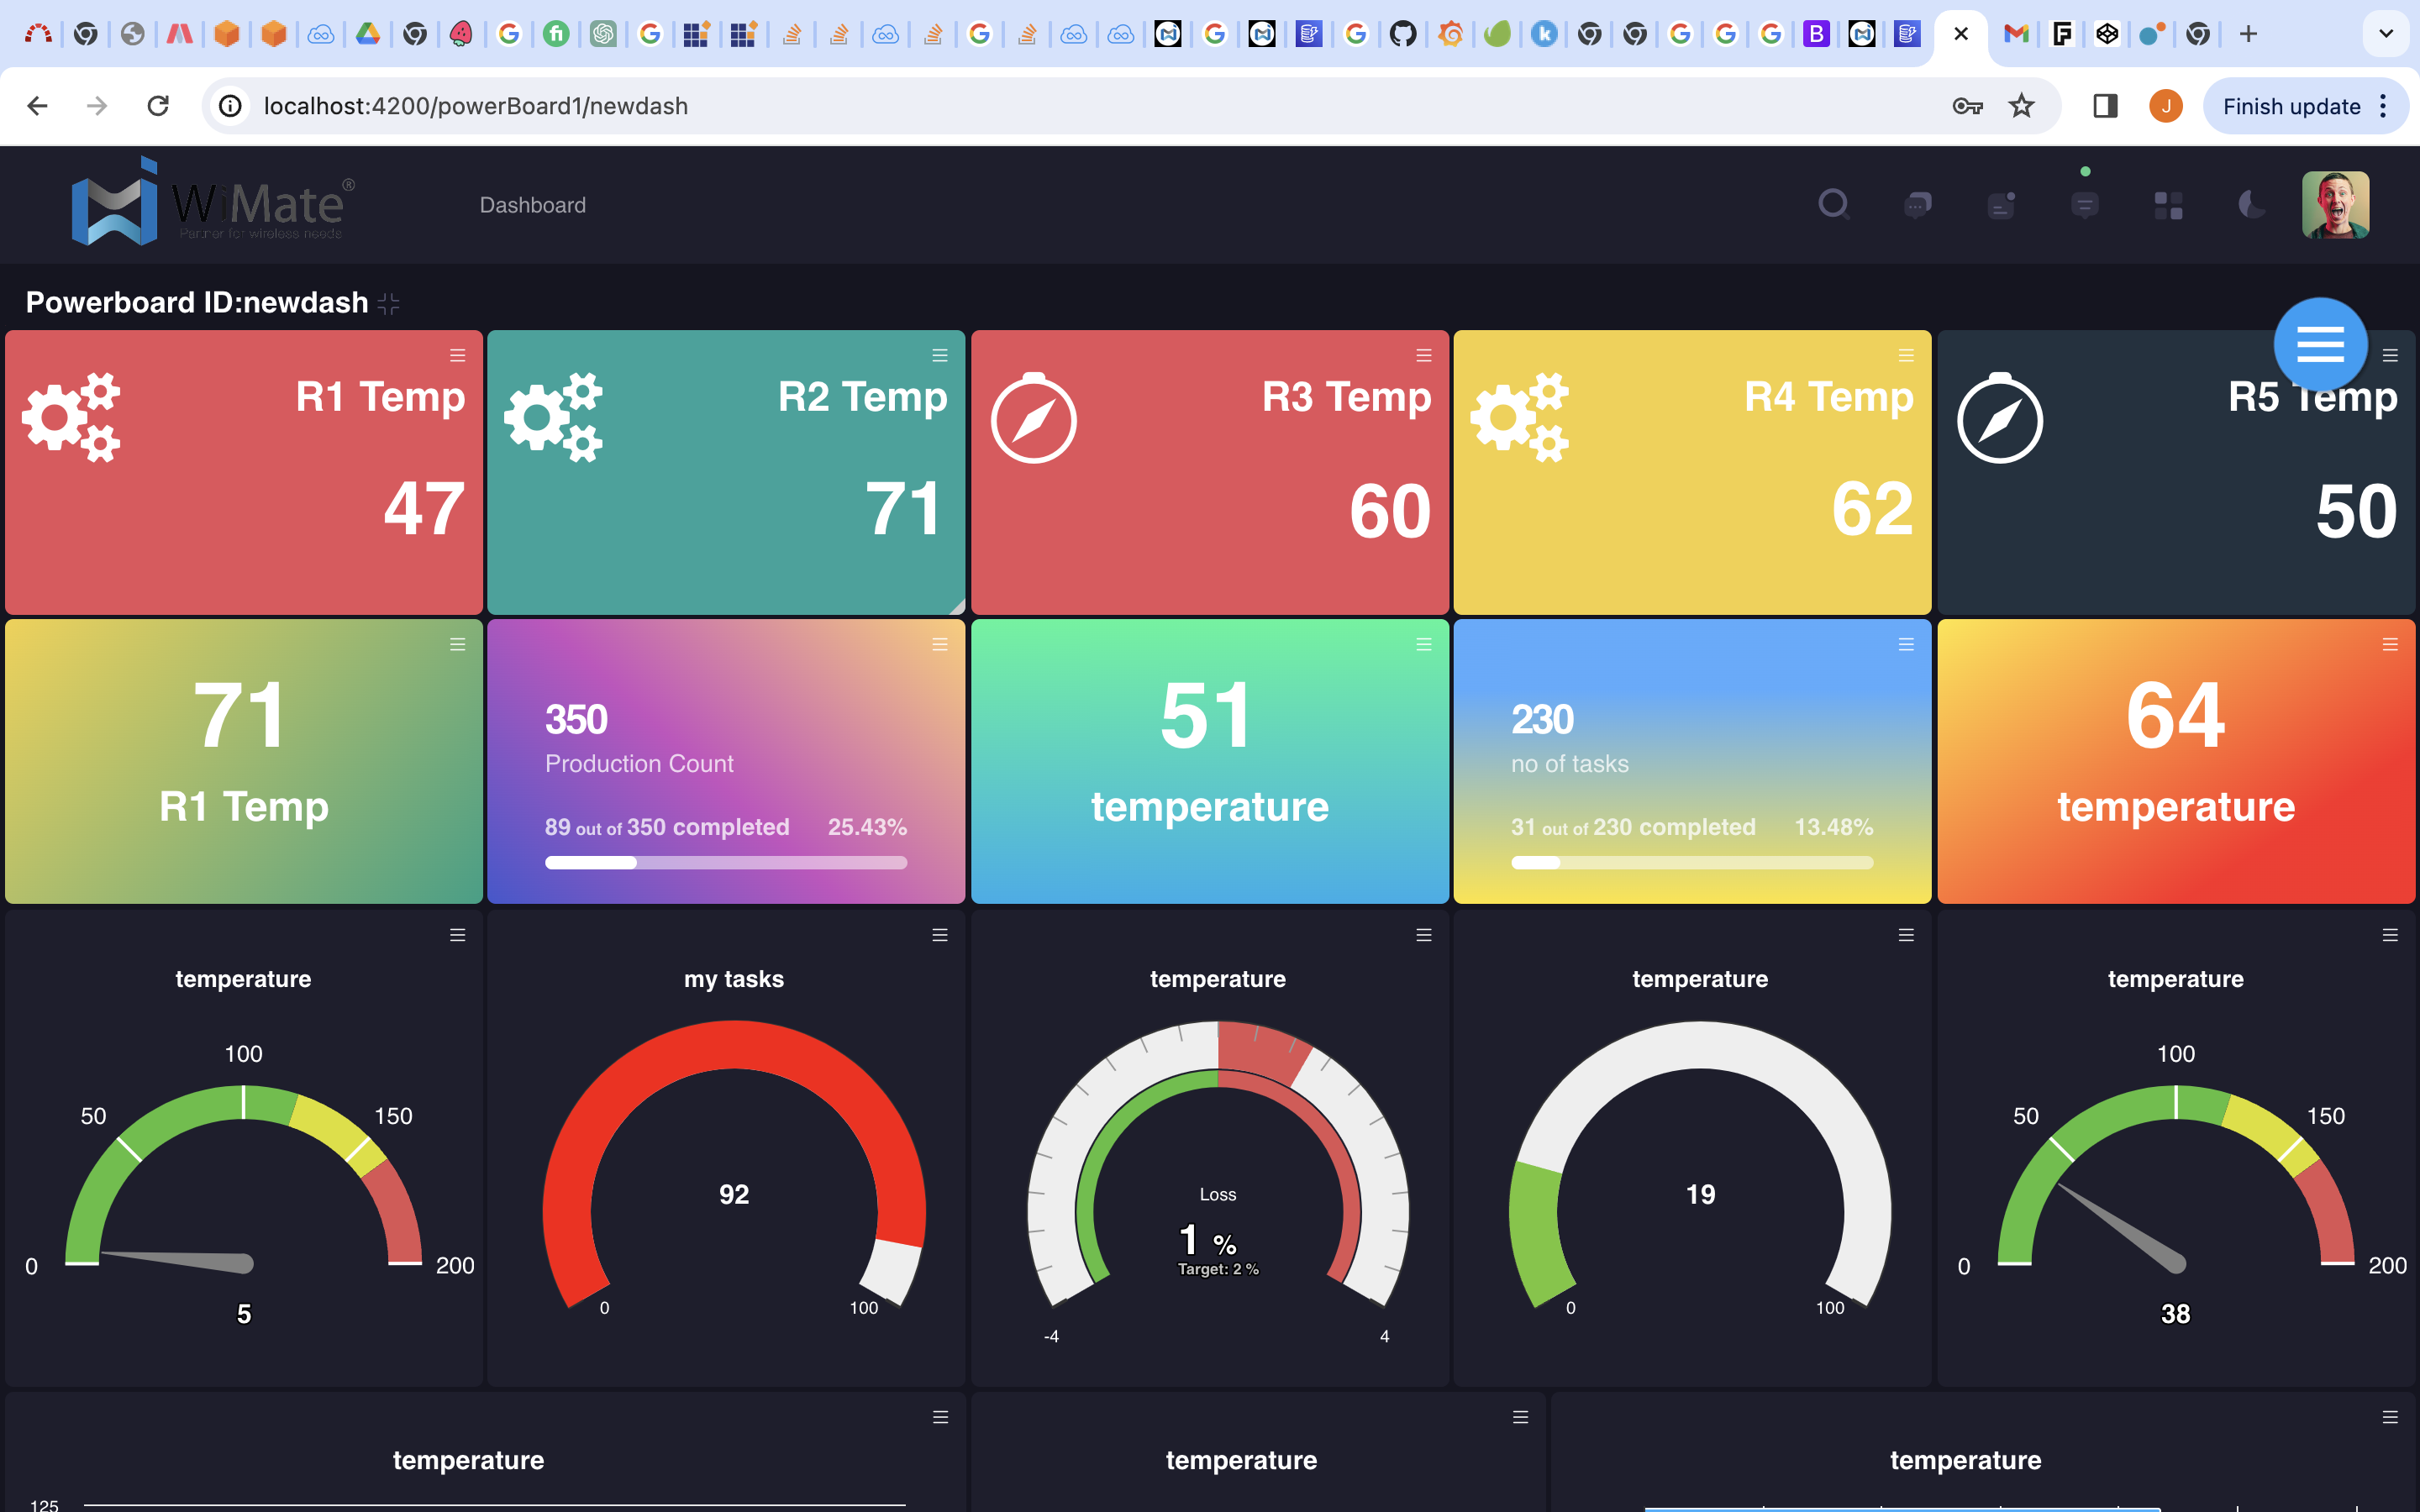 localhost:4200/powerBoard1/newdash
J
Finish update
WiMate®
Partner for wireless needs
Dashboard
Powerboard ID:newdash
R1 Temp
47
R2 Temp
71
R3 Temp
60
R4 Temp
62
R5 Temp
50
71
R1 Temp
350
Production Count
89 out of 350 completed 25.43%
51
temperature
230
no of tasks
31 out of 230 completed 13.48%
64
temperature
temperature
0
50
100
150
200
5
my tasks
92
0
100
temperature
Loss
1 %
Target: 2 %
-4
4
temperature
19
0
100
temperature
0
50
100
150
200
38
temperature
125
temperature
temperature